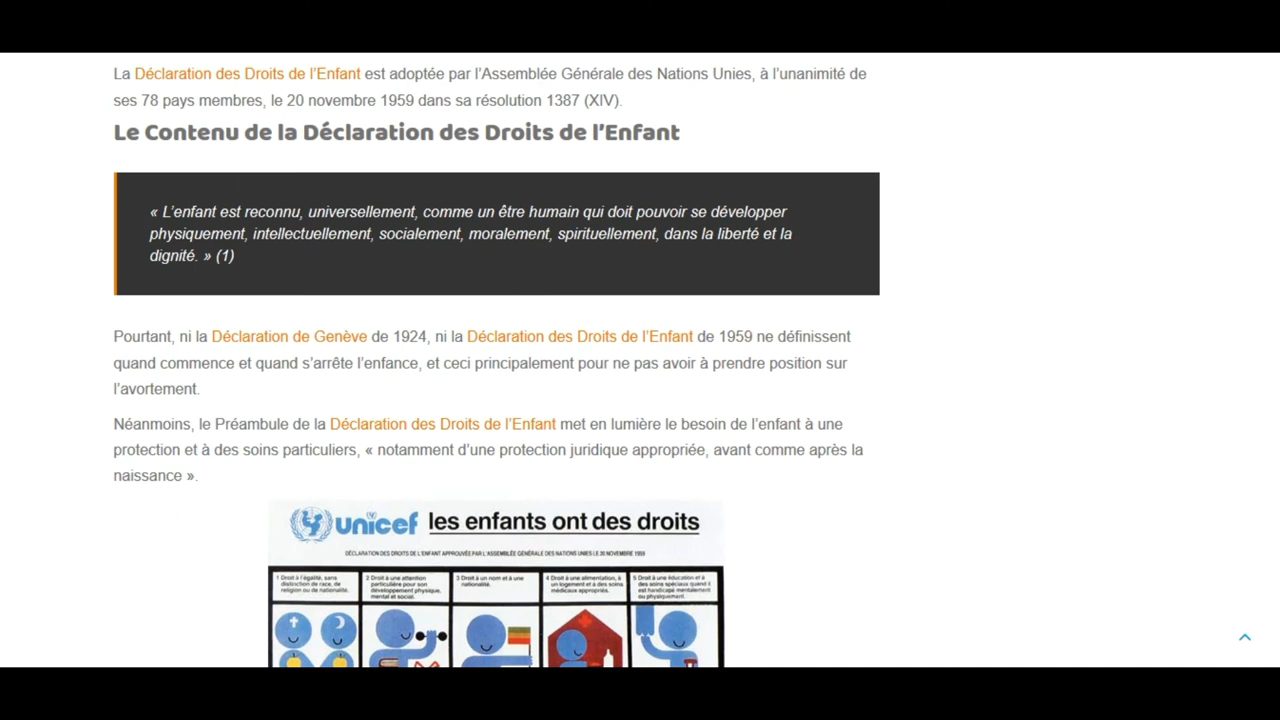 La Déclaration des Droits de l’Enfant est adoptée par l’Assemblée Générale des Nations Unies, à l’unanimité de
ses 78 pays membres, le 20 novembre 1959 dans sa résolution 1387 (XIV).
Le Contenu de la Déclaration des Droits de l’Enfant
« L’enfant est reconnu, universellement, comme un être humain qui doit pouvoir se développer
physiquement, intellectuellement, socialement, moralement, spirituellement, dans la liberté et la
dignité. » (1)
Pourtant, ni la Déclaration de Genève de 1924, ni la Déclaration des Droits de l’Enfant de 1959 ne définissent
quand commence et quand s’arrête l’enfance, et ceci principalement pour ne pas avoir à prendre position sur
l’avortement.
Néanmoins, le Préambule de la Déclaration des Droits de l’Enfant met en lumière le besoin de l’enfant à une
protection et à des soins particuliers, « notamment d’une protection juridique appropriée, avant comme après la
naissance ».
unicef les enfants ont des droits
DÉCLARATION DES DROITS DE L'ENFANT APPROUVÉE PAR L'ASSEMBLÉE GÉNÉRALE DES NATIONS UNIES LE 20 NOVEMBRE 1959
1 Droit à l'égalité, sans
distinction de race, de
religion ou de nationalité.
2 Droit à une attention
particulière pour son
développement physique,
mental et social.
3 Droit à un nom et à une
nationalité.
4 Droit à une alimentation, à
un logement et à des soins
médicaux appropriés.
5 Droit à une éducation et à
des soins spéciaux quand il
est handicapé mentalement
ou physiquement.